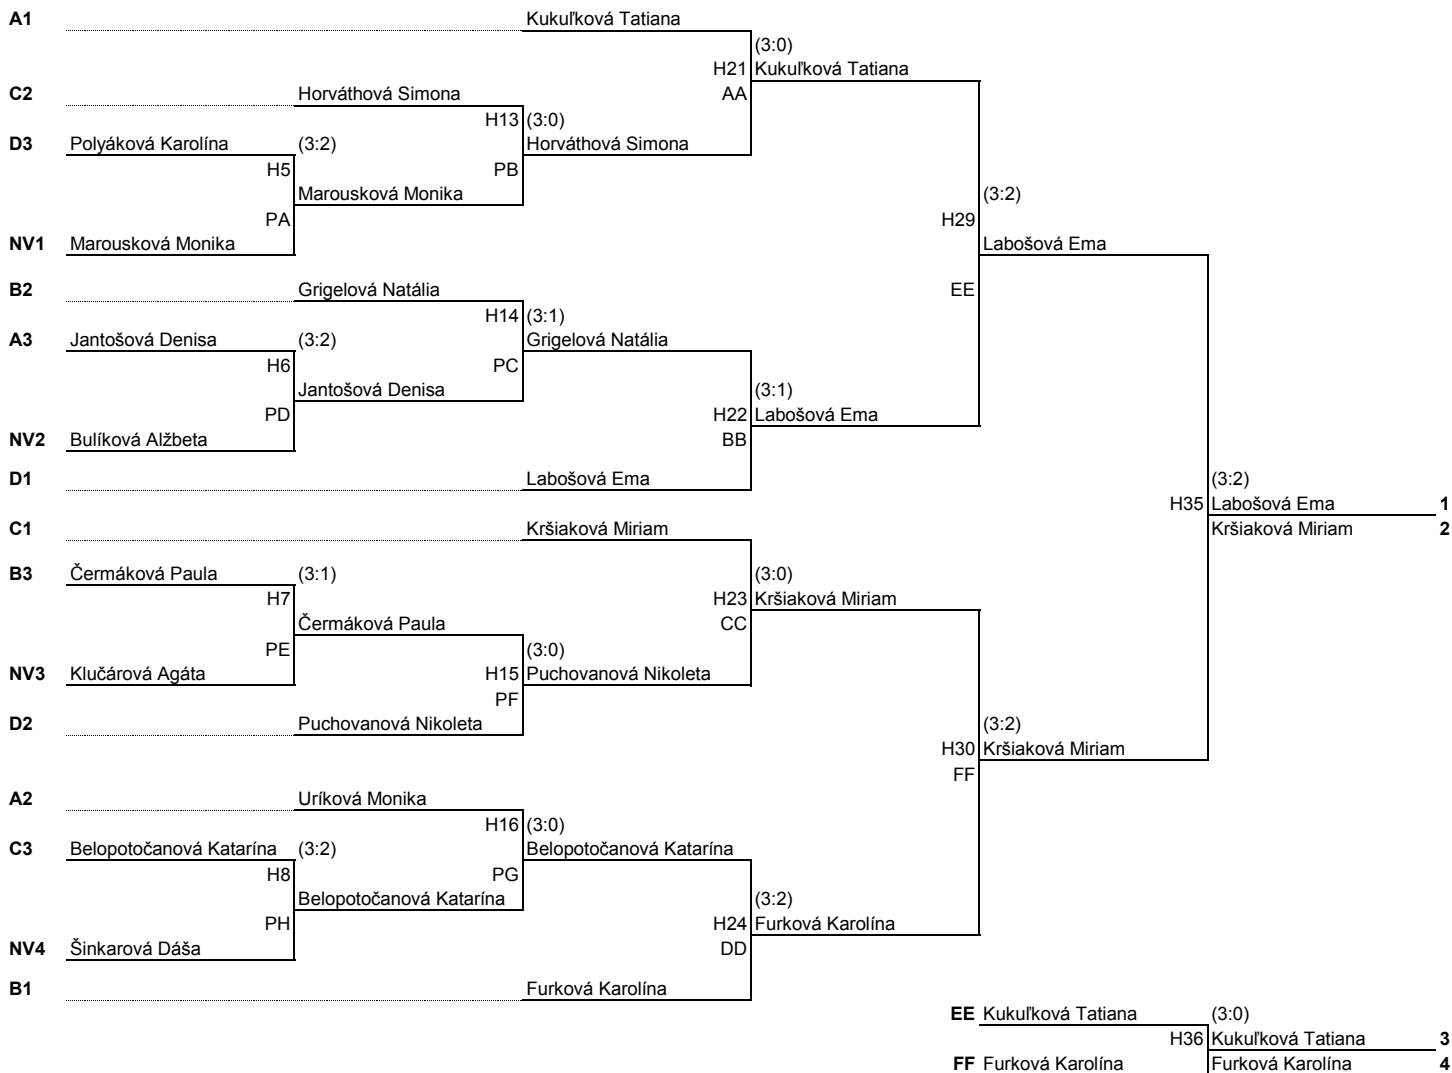 A1 Kukuľková Tatiana
(3:0)
H21 Kukuľková Tatiana
C2 Horváthová Simona AA
H13 (3:0)
D3 Polyáková Karolína (3:2) Horváthová Simona
H5 PB
Marousková Monika (3:2)
PA H29
NV1 Marousková Monika Labošová Ema
B2 Grigelová Natália EE
H14 (3:1)
A3 Jantošová Denisa (3:2) Grigelová Natália
H6 PC
Jantošová Denisa (3:1)
PD H22 Labošová Ema
NV2 Bulíková Alžbeta BB
D1 Labošová Ema (3:2)
H35 Labošová Ema 1
C1 Kršiaková Miriam Kršiaková Miriam 2
B3 Čermáková Paula (3:1) (3:0)
H7 H23 Kršiaková Miriam
Čermáková Paula CC
PE (3:0)
NV3 Klučárová Agáta H15 Puchovanová Nikoleta
PF
D2 Puchovanová Nikoleta (3:2)
H30 Kršiaková Miriam
FF
A2 Uríková Monika
H16 (3:0)
C3 Belopotočanová Katarína (3:2) Belopotočanová Katarína
H8 PG
Belopotočanová Katarína (3:2)
PH H24 Furková Karolína
NV4 Šinkarová Dáša DD
B1 Furková Karolína
EE Kukuľková Tatiana (3:0)
H36 Kukuľková Tatiana 3
FF Furková Karolína Furková Karolína 4